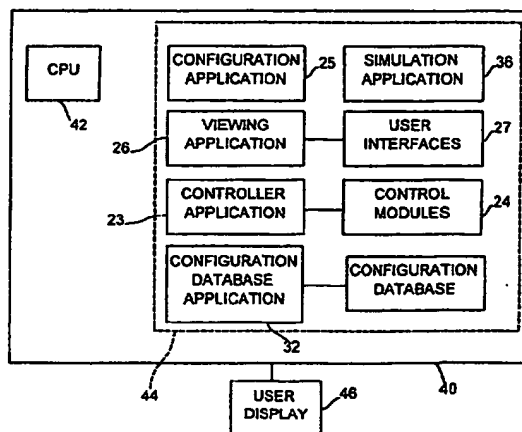 CPU
42
CONFIGURATION
APPLICATION
25
SIMULATION
APPLICATION
36
26
VIEWING
APPLICATION
USER
INTERFACES
27
23
CONTROLLER
APPLICATION
CONTROL
MODULES
24
CONFIGURATION
DATABASE
APPLICATION
CONFIGURATION
DATABASE
32
44
40
USER
DISPLAY
46